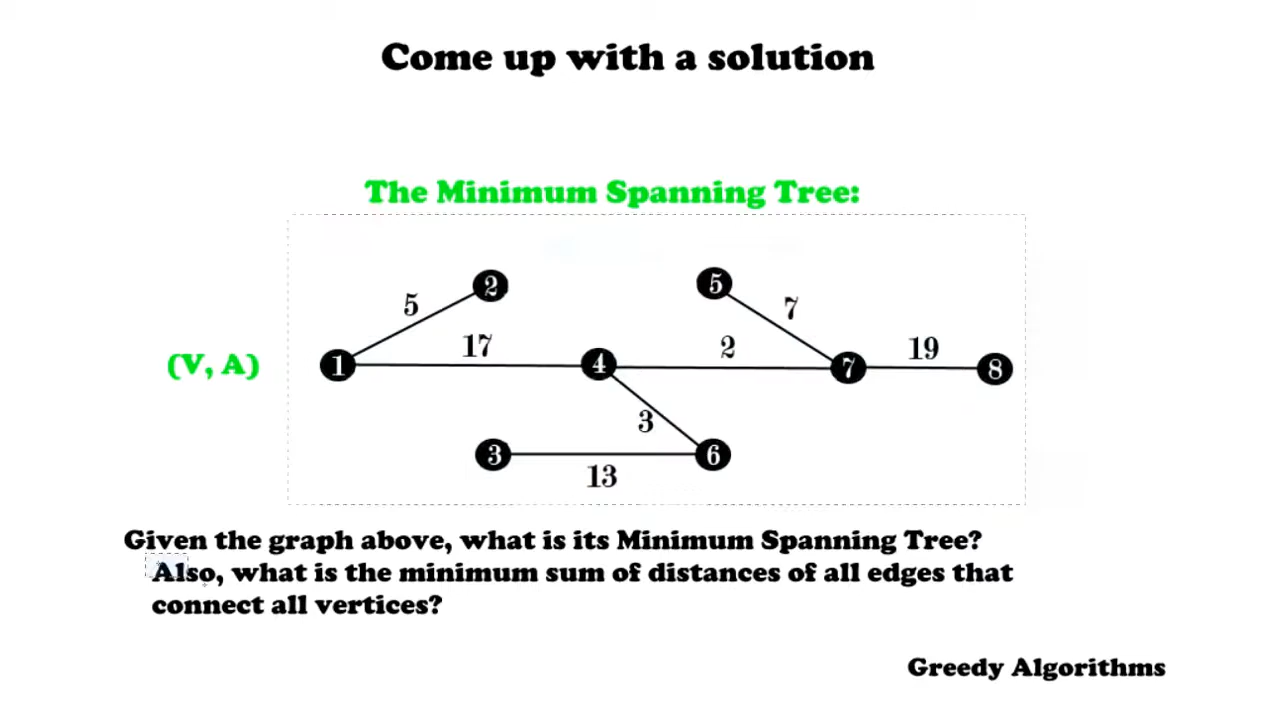 Come up with a solution
The Minimum Spanning Tree:
2
5
5
7
(V, A)
1
17
4
2
7
19
8
3
3
6
13
Given the graph above, what is its Minimum Spanning Tree?
Also, what is the minimum sum of distances of all edges that
connect all vertices?
Greedy Algorithms